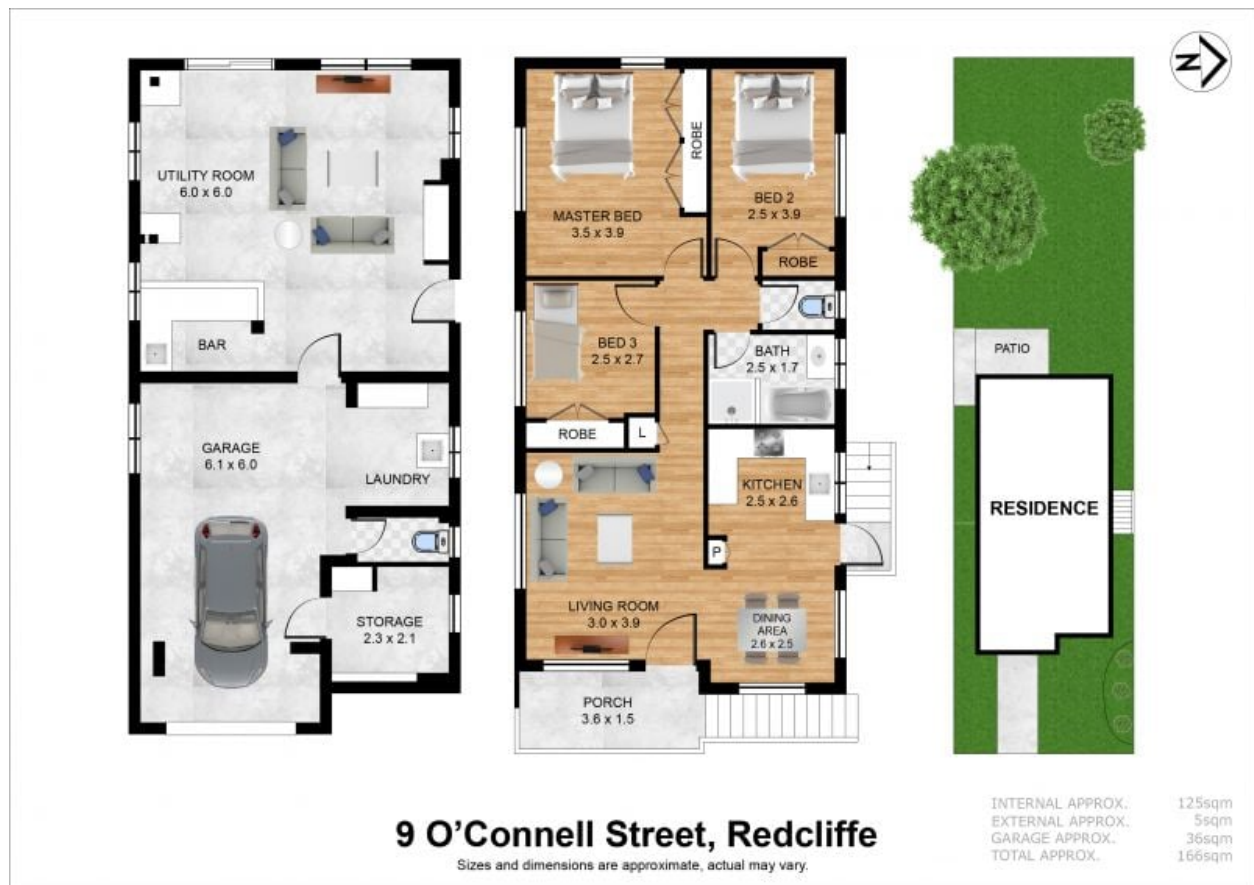 N
UTILITY ROOM
6.0 x 6.0
BAR
GARAGE
6.1 x 6.0
LAUNDRY
STORAGE
2.3 x 2.1
MASTER BED
3.5 x 3.9
ROBE
BED 2
2.5 x 3.9
ROBE
BED 3
2.5 x 2.7
ROBE
L
BATH
2.5 x 1.7
KITCHEN
2.5 x 2.6
P
LIVING ROOM
3.0 x 3.9
DINING
AREA
2.6 x 2.5
PORCH
3.6 x 1.5
PATIO
RESIDENCE
9 O'Connell Street, Redcliffe
Sizes and dimensions are approximate, actual may vary.
INTERNAL APPROX. 125sqm
EXTERNAL APPROX. 5sqm
GARAGE APPROX. 36sqm
TOTAL APPROX. 166sqm